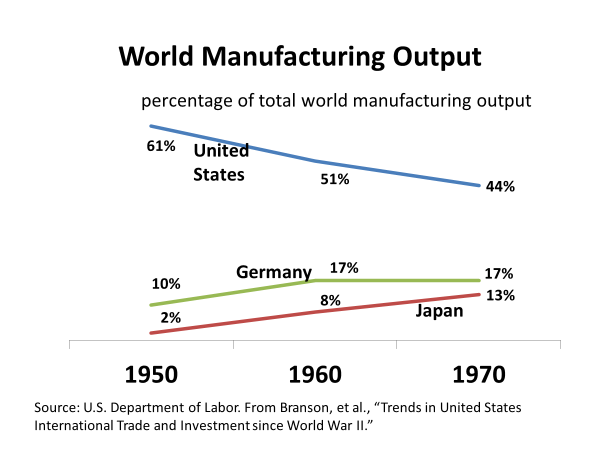 World Manufacturing Output
percentage of total world manufacturing output
61%
United
States
51%
44%
10%
Germany
17%
17%
2%
8%
13%
Japan
1950
1960
1970
Source: U.S. Department of Labor. From Branson, et al., “Trends in United States
International Trade and Investment since World War II.”